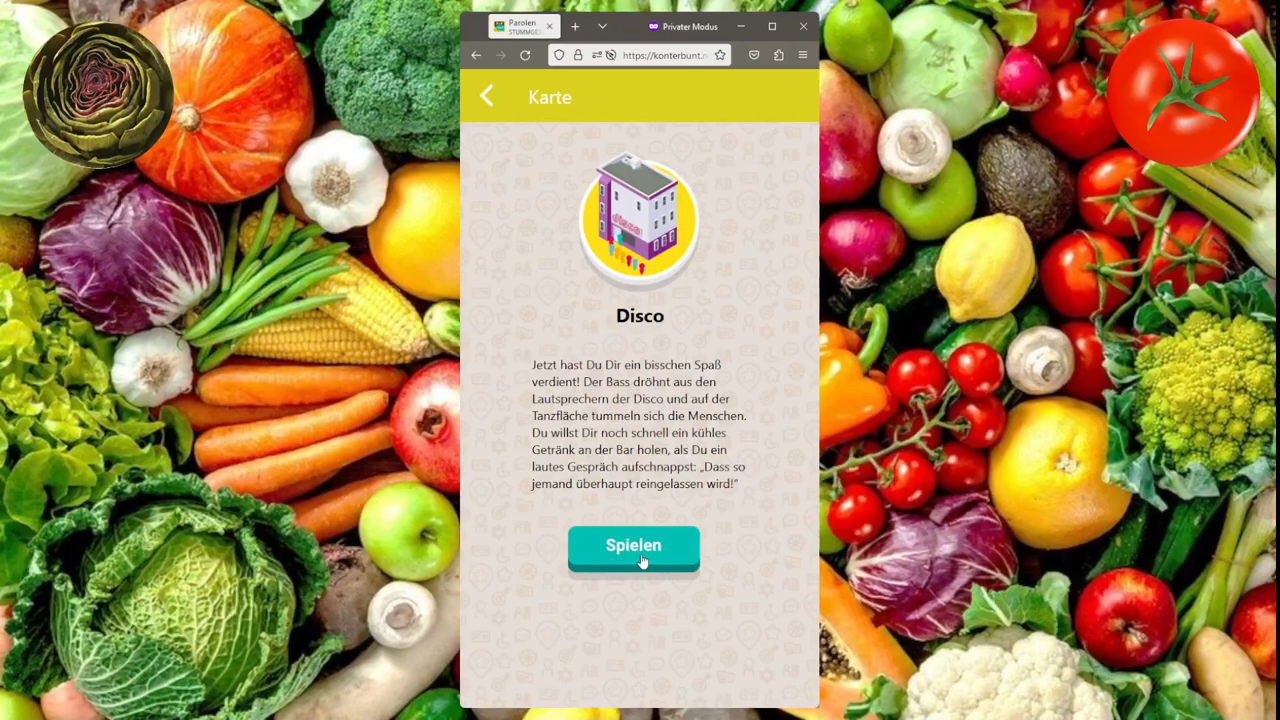 Parolen
STUMMGES
Privater Modus
https://konterbunt.
Karte
disco
Disco
Jetzt hast Du Dir ein bisschen Spaß
verdient! Der Bass dröhnt aus den
Lautsprechern der Disco und auf der
Tanzfläche tummeln sich die Menschen.
Du willst Dir noch schnell ein kühles
Getränk an der Bar holen, als Du ein
lautes Gespräch aufschnappst: „Dass so
jemand überhaupt reingelassen wird!“
Spielen